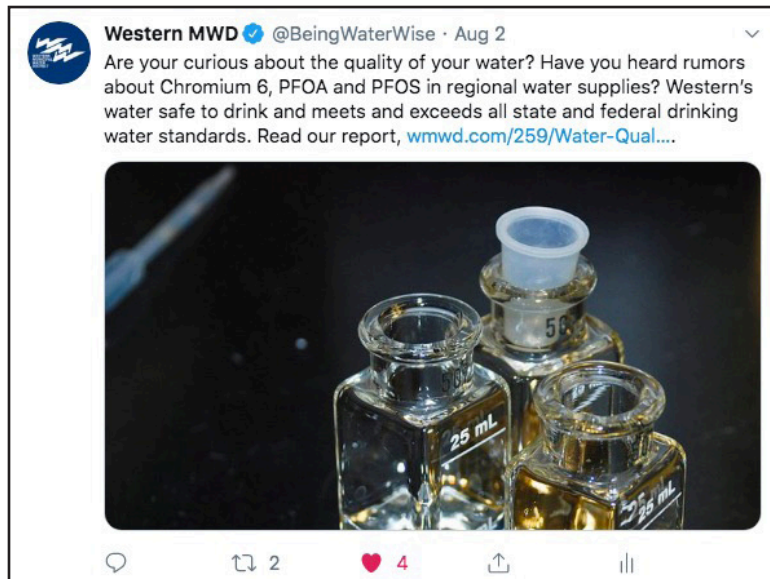 Western MWD @BeingWaterWise · Aug 2
Are your curious about the quality of your water? Have you heard rumors
about Chromium 6, PFOA and PFOS in regional water supplies? Western's
water safe to drink and meets and exceeds all state and federal drinking
water standards. Read our report, wmwd.com/259/Water-Qual....
25 mL
25 mL
2
4